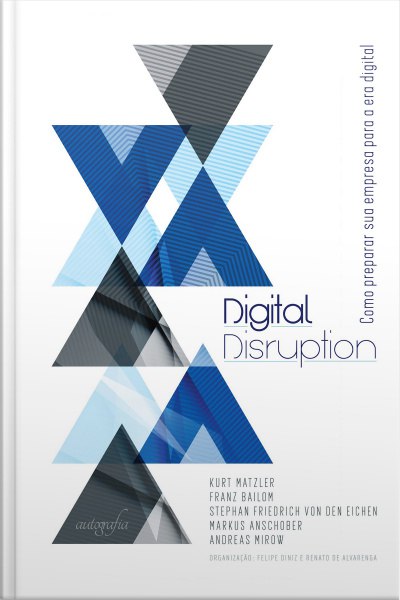 Como preparar sua empresa para a era digital
Digital
Disruption
KURT MATZLER
FRANZ BAILOM
STEPHAN FRIEDRICH VON DEN EICHEN
MARKUS ANSCHOBER
ANDREAS MIROW
ORGANIZAÇÃO: FELIPE DINIZ E RENATO DE ALVARENGA
autografia